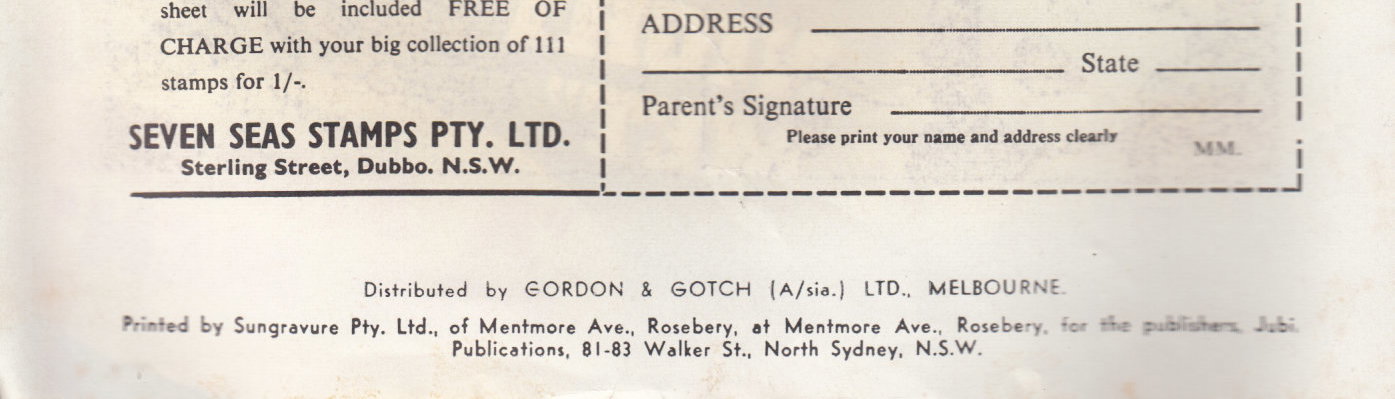 sheet will be included FREE OF
CHARGE with your big collection of 111
stamps for 1/-.
SEVEN SEAS STAMPS PTY. LTD.
Sterling Street, Dubbo. N.S.W.
ADDRESS
State
Parent's Signature
Please print your name and address clearly
MM.
Distributed by GORDON & GOTCH (A/sia.) LTD., MELBOURNE.
Printed by Sungravure Pty. Ltd., of Mentmore Ave., Rosebery, at Mentmore Ave., Rosebery, for the publishers, Jubi.
Publications, 81-83 Walker St., North Sydney, N.S.W.